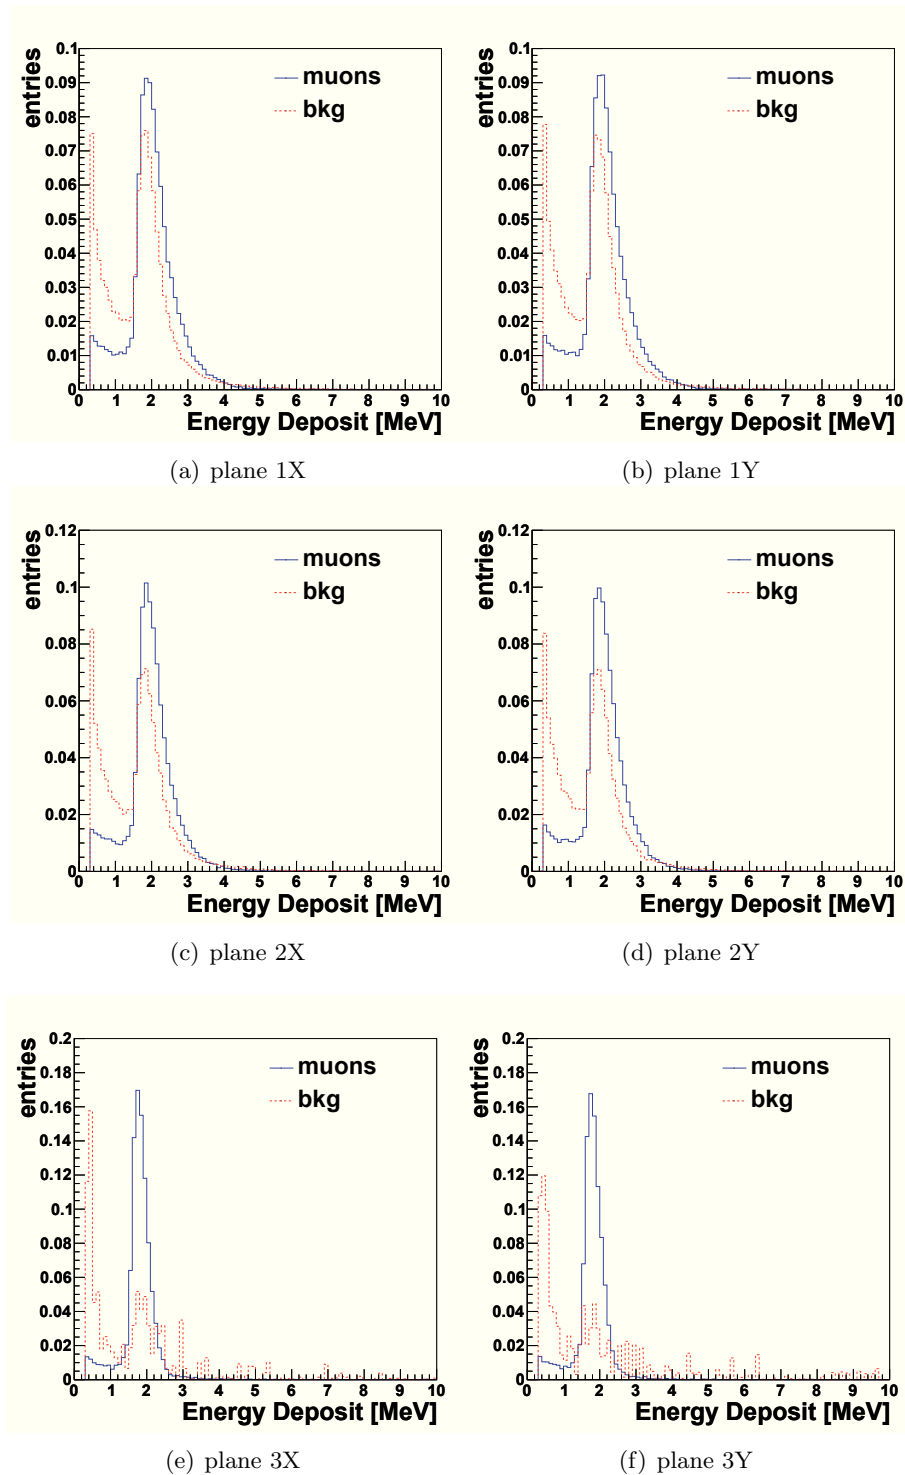 entries
0.1
0.09
0.08
0.07
0.06
0.05
0.04
0.03
0.02
0.01
0
muons
bkg
0 1 2 3 4 5 6 7 8 9 10
Energy Deposit [MeV]
(a) plane 1X
entries
0.1
0.09
0.08
0.07
0.06
0.05
0.04
0.03
0.02
0.01
0
muons
bkg
0 1 2 3 4 5 6 7 8 9 10
Energy Deposit [MeV]
(b) plane 1Y
entries
0.12
0.1
0.08
0.06
0.04
0.02
0
muons
bkg
0 1 2 3 4 5 6 7 8 9 10
Energy Deposit [MeV]
(c) plane 2X
entries
0.12
0.1
0.08
0.06
0.04
0.02
0
muons
bkg
0 1 2 3 4 5 6 7 8 9 10
Energy Deposit [MeV]
(d) plane 2Y
entries
0.2
0.18
0.16
0.14
0.12
0.1
0.08
0.06
0.04
0.02
0
muons
bkg
0 1 2 3 4 5 6 7 8 9 10
Energy Deposit [MeV]
(e) plane 3X
entries
0.2
0.18
0.16
0.14
0.12
0.1
0.08
0.06
0.04
0.02
0
muons
bkg
0 1 2 3 4 5 6 7 8 9 10
Energy Deposit [MeV]
(f) plane 3Y